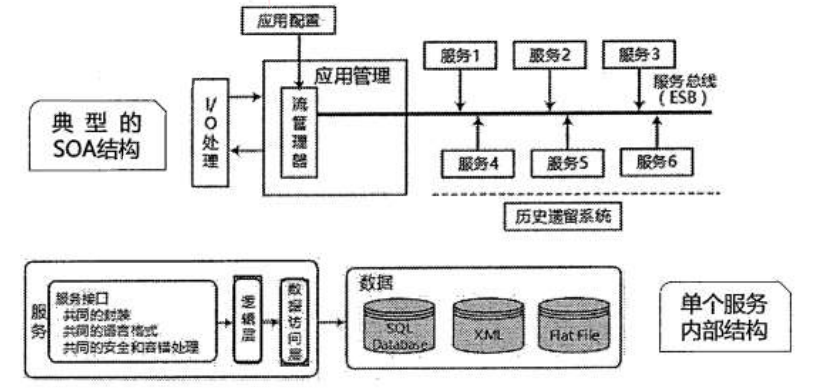 应用配置
应用管理
服务1
服务2
服务3
服务总线
(ESB)
I/O处理
流管理器
典型的
SOA结构
服务4
服务5
服务6
历史遗留系统
服务
服务接口
共同的封装
共同的语言格式
共同的安全和容错处理
逻辑层
数据访问层
数据
SQL
DataBase
XML
Flat File
单个服务
内部结构